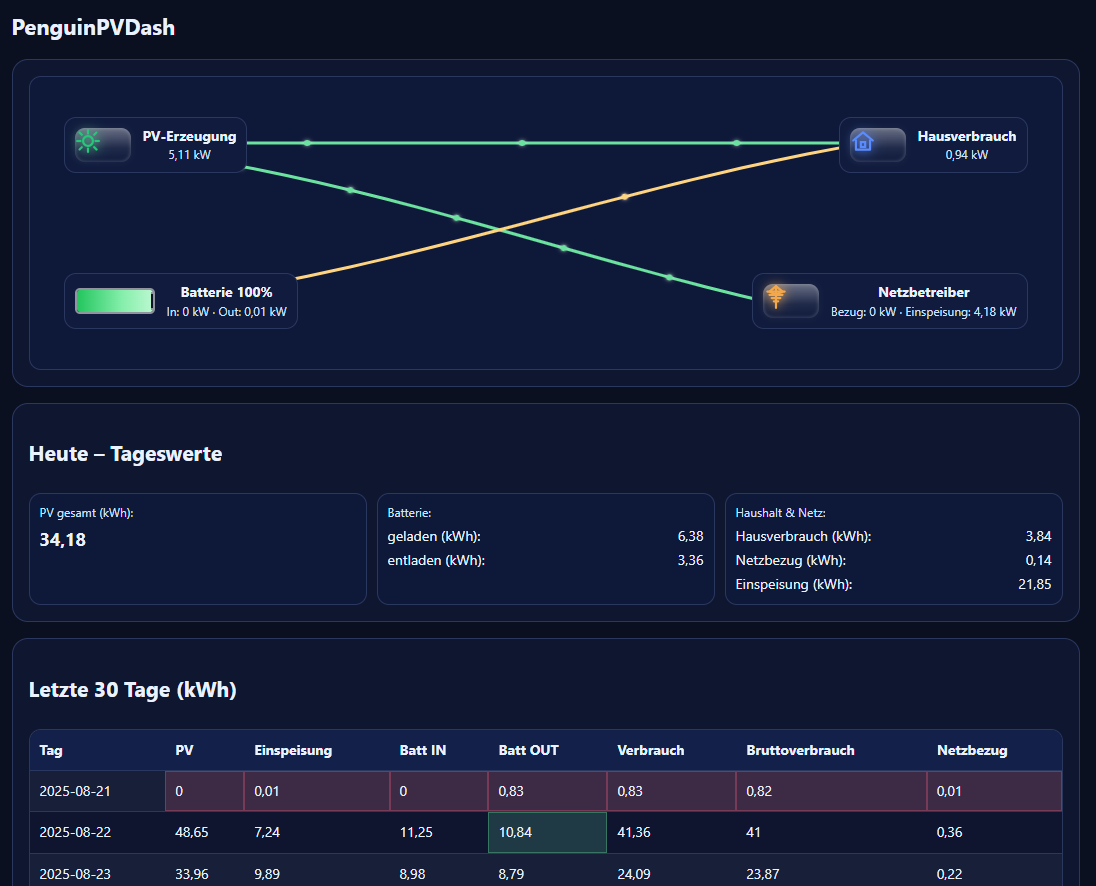 PenguinPVDash
PV-Erzeugung
5,11 kW
Hausverbrauch
0,94 kW
Batterie 100%
In: 0 kW · Out: 0,01 kW
Netzbetreiber
Bezug: 0 kW · Einspeisung: 4,18 kW
Heute – Tageswerte
PV gesamt (kWh):
34,18
Batterie:
geladen (kWh): 6,38
entladen (kWh): 3,36
Haushalt & Netz:
Hausverbrauch (kWh): 3,84
Netzbezug (kWh): 0,14
Einspeisung (kWh): 21,85
Letzte 30 Tage (kWh)
Tag PV Einspeisung Batt IN Batt OUT Verbrauch Bruttoverbrauch Netzbezug
2025-08-21 0 0,01 0 0,83 0,83 0,82 0,01
2025-08-22 48,65 7,24 11,25 10,84 41,36 41 0,36
2025-08-23 33,96 9,89 8,98 8,79 24,09 23,87 0,22